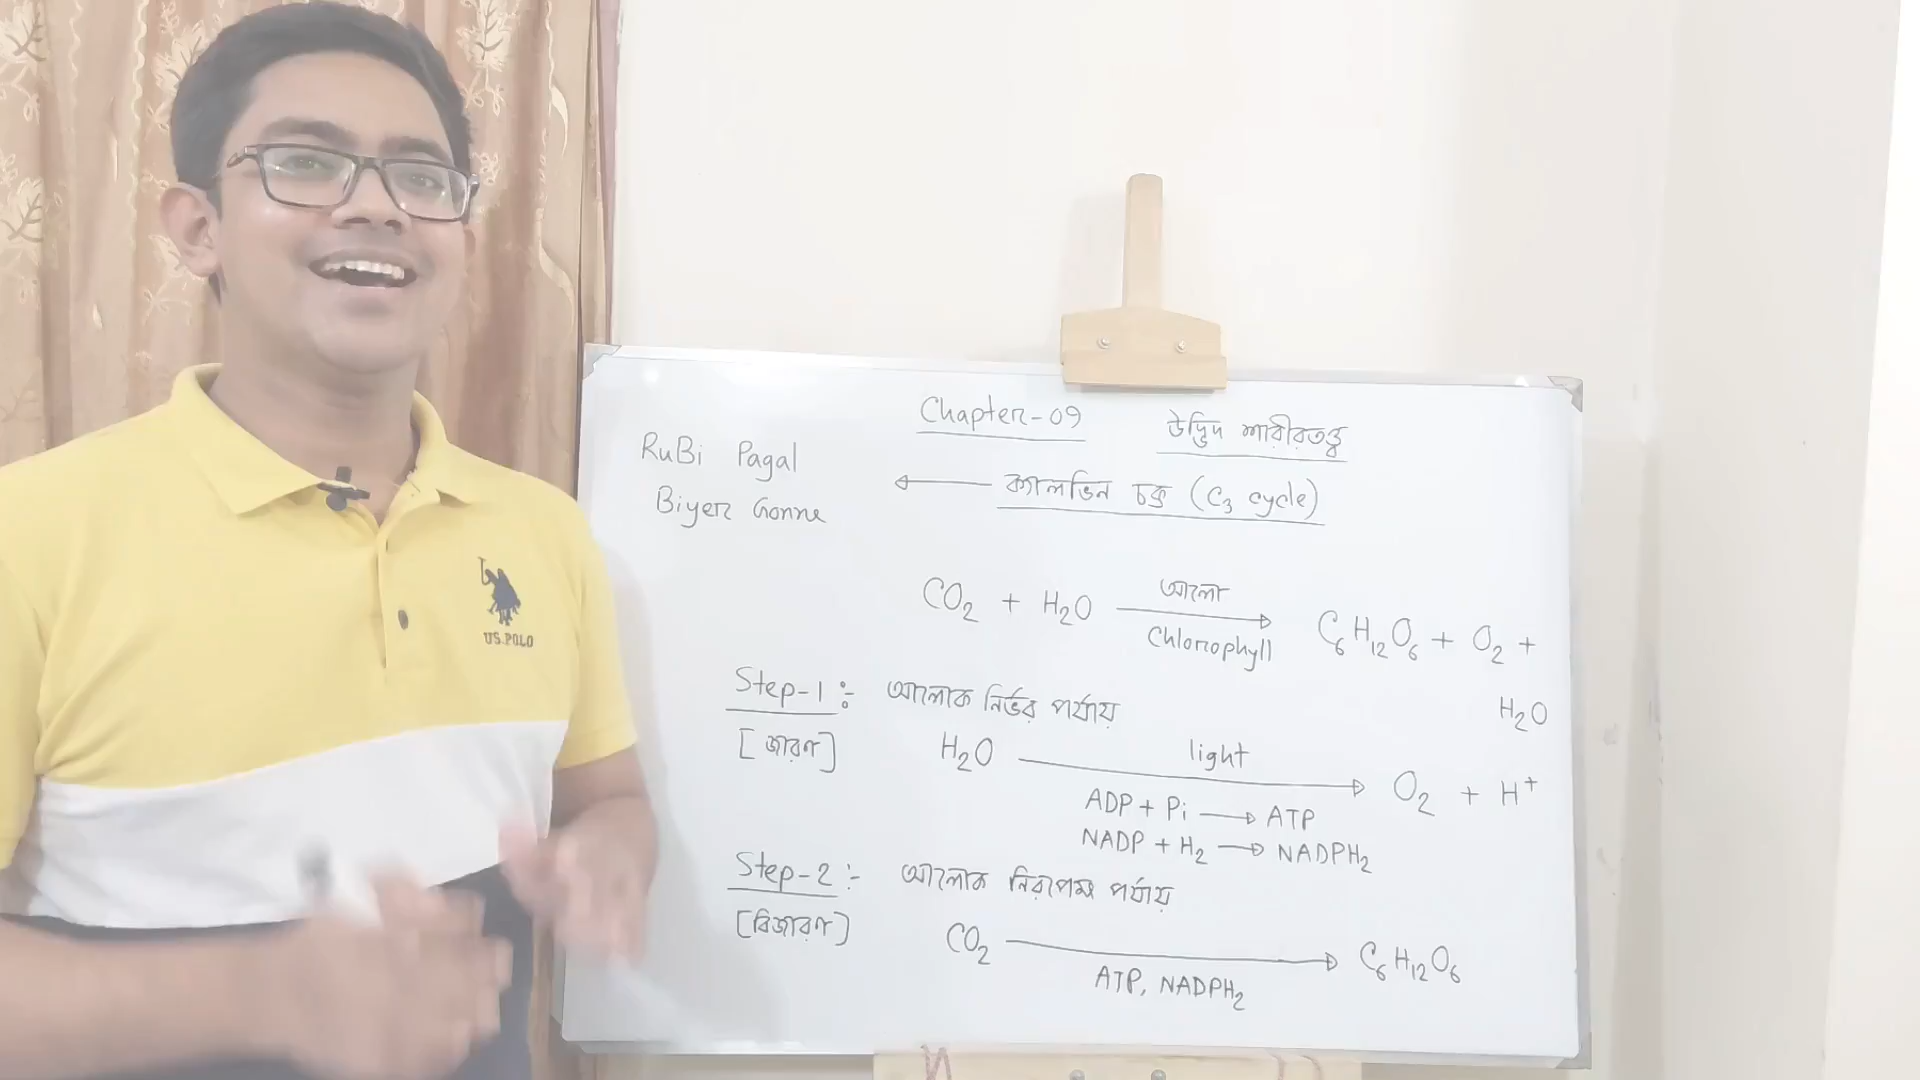 Chapter-09 উদ্ভিদ শারীরতত্ত্ব
RuBi Pagal
Biyer Gonna
ক্যালভিন চক্র (C₃ cycle)
CO₂ + H₂O আলো Chlorophyll C₆H₁₂O₆ + O₂ +
H₂O
Step-1 :- আলোক নির্ভর পর্যায়
[জারণ]
H₂O light O₂ + H⁺
ADP + Pi → ATP
NADP + H₂ → NADPH₂
Step-2 :- আলোক নিরপেক্ষ পর্যায়
[বিজারণ]
CO₂ → C₆H₁₂O₆
ATP, NADPH₂
U.S. POLO